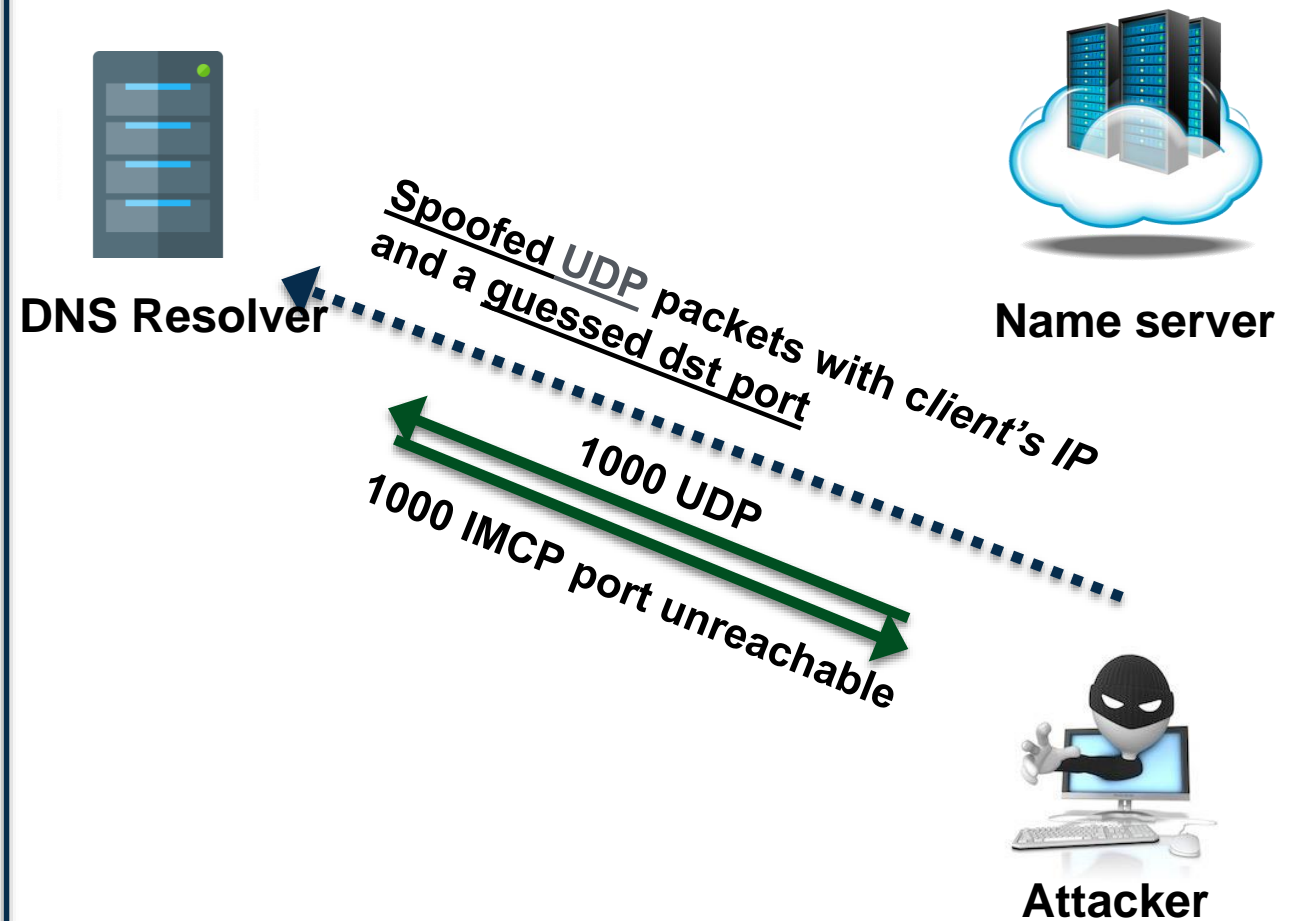 DNS Resolver
Name server
Spoofed UDP packets with client’s IP
and a guessed dst port
1000 UDP
1000 IMCP port unreachable
Attacker